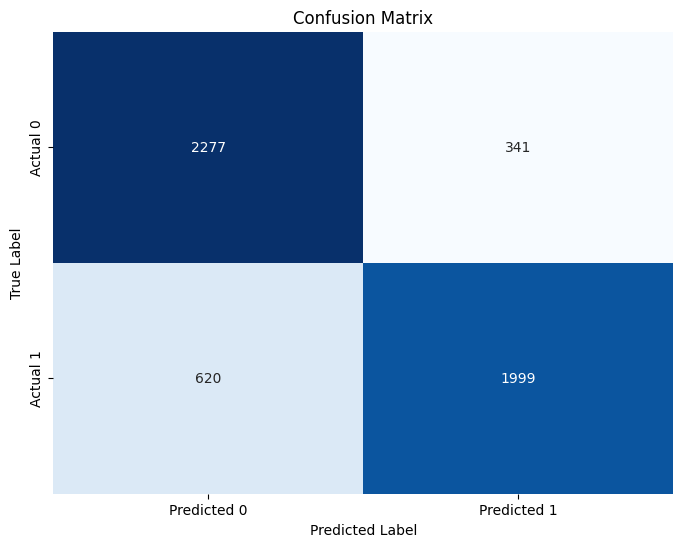 Confusion Matrix
True Label
Actual 0
2277
341
Actual 1
620
1999
Predicted 0
Predicted 1
Predicted Label